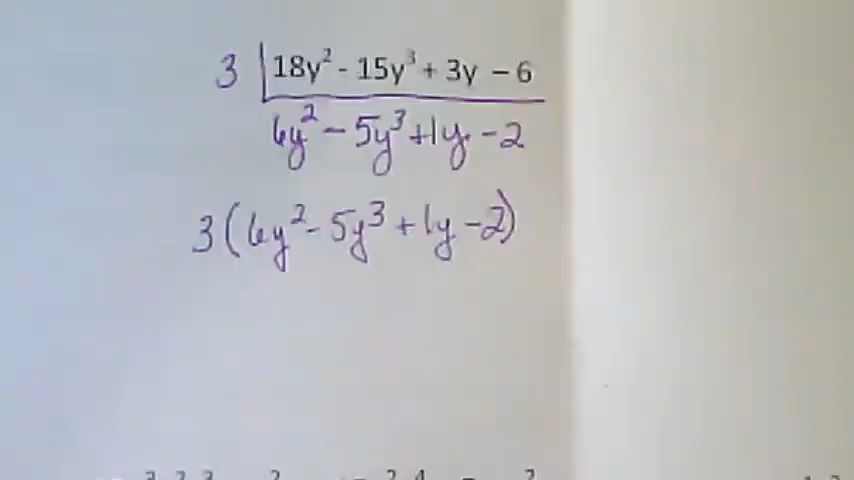 3 |18y² - 15y³ + 3y - 6
6y² - 5y³ + 1y - 2
3(6y² - 5y³ + 1y - 2)